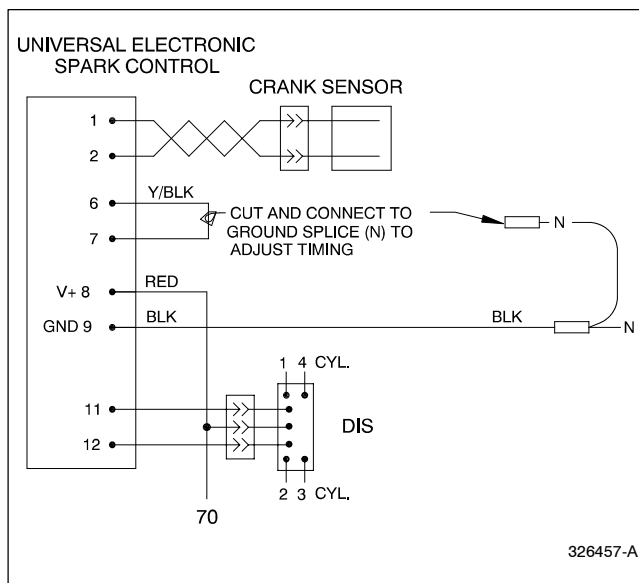 UNIVERSAL ELECTRONIC
SPARK CONTROL
CRANK SENSOR
1
2
6 Y/BLK
7
CUT AND CONNECT TO
GROUND SPLICE (N) TO
ADJUST TIMING
N
V+ 8 RED
GND 9 BLK BLK N
1 4 CYL.
11
12
DIS
2 3 CYL.
70
326457-A